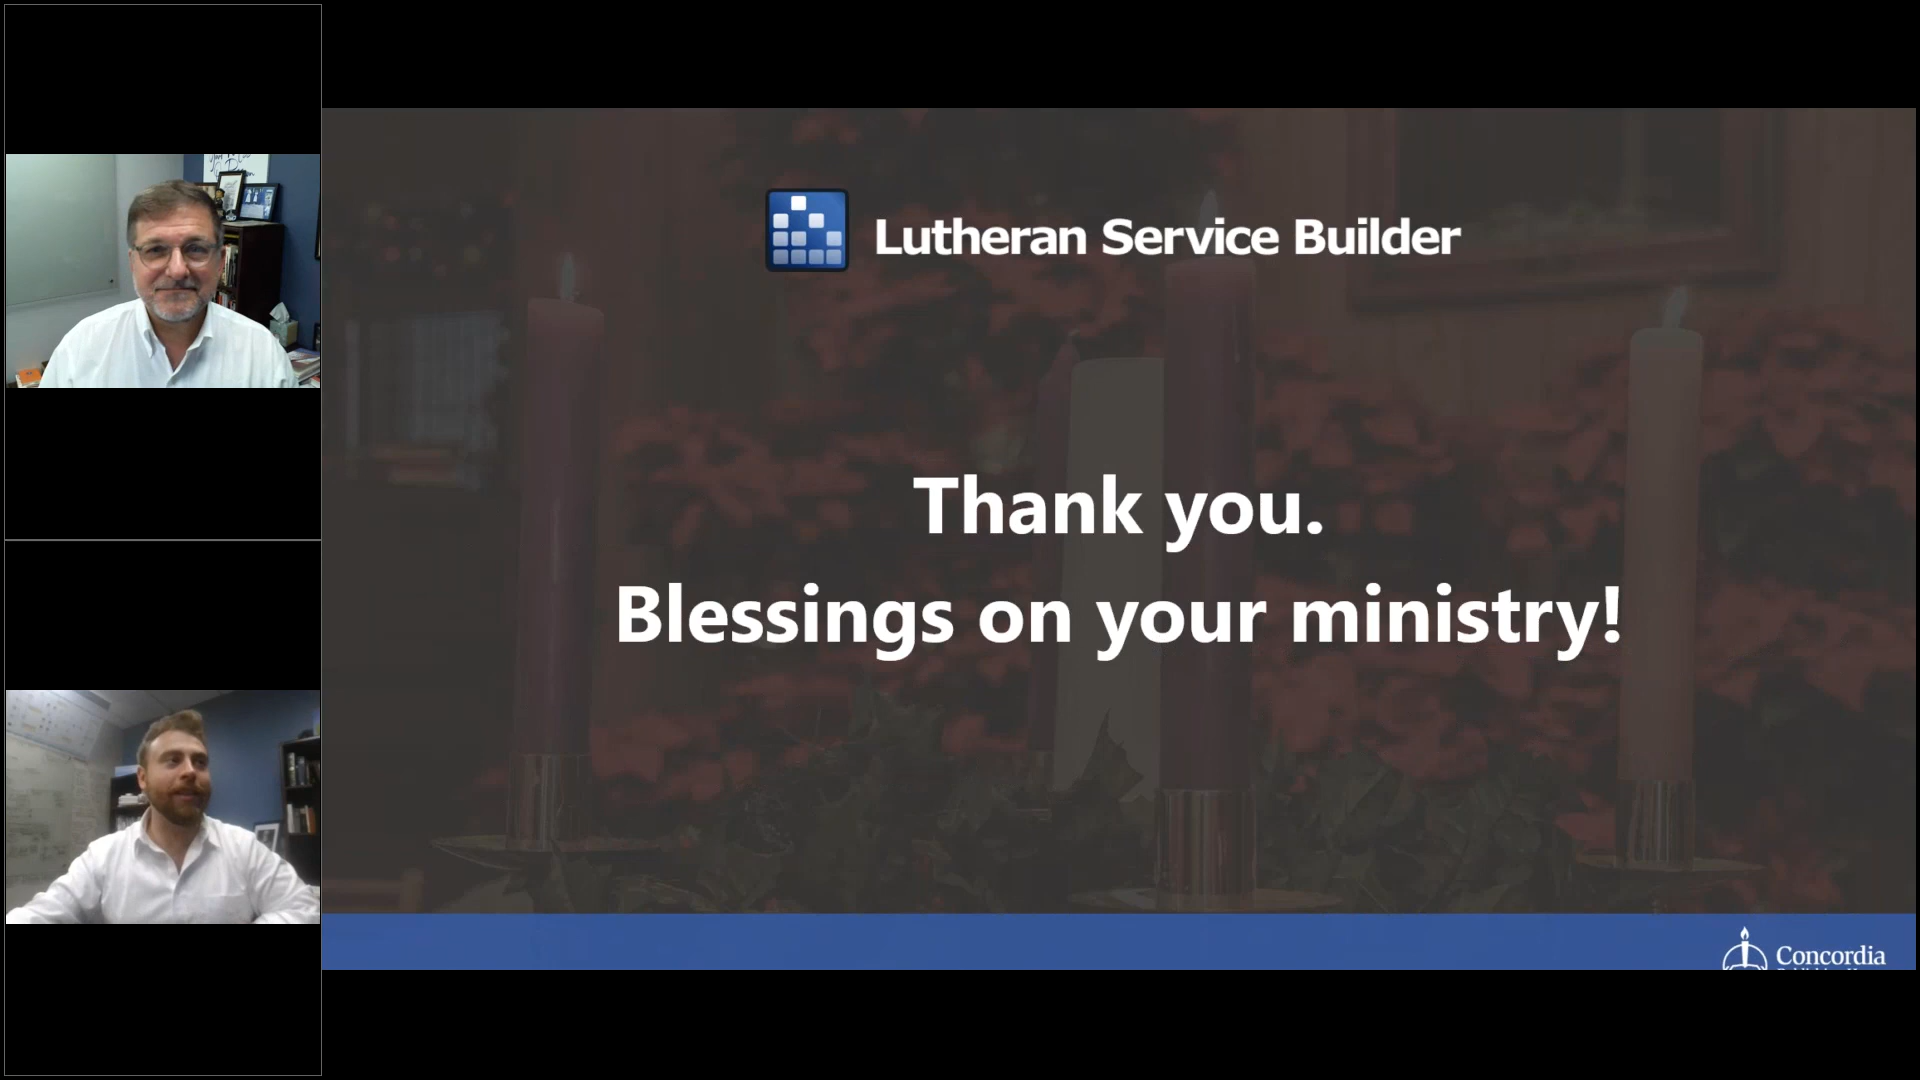 Lutheran Service Builder
Thank you.
Blessings on your ministry!
Concordia